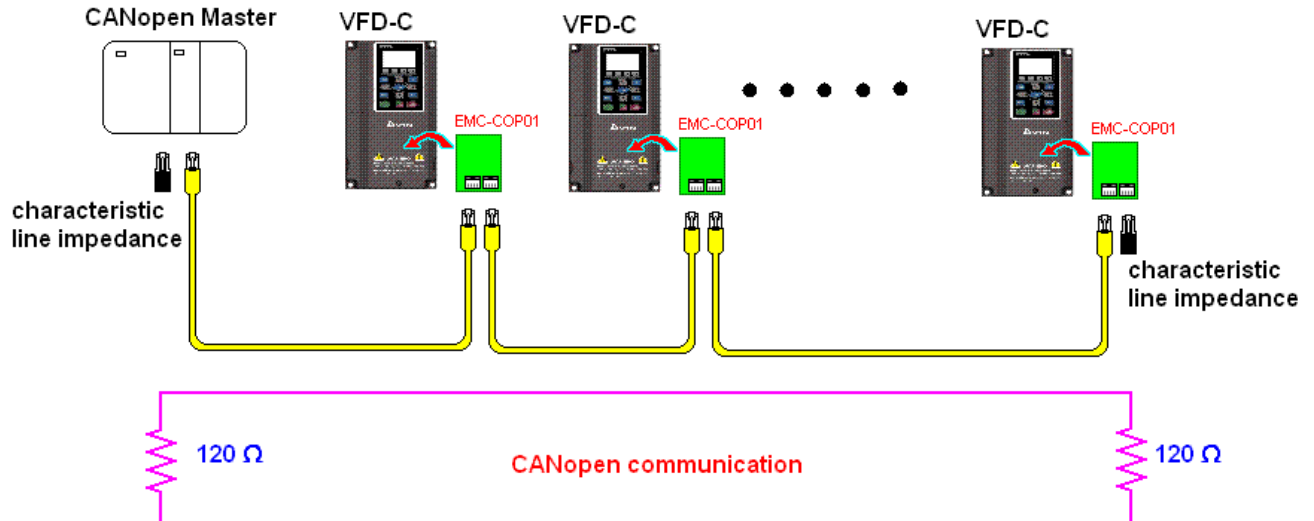 CANopen Master
VFD-C
VFD-C
VFD-C
EMC-COP01
EMC-COP01
EMC-COP01
characteristic
line impedance
characteristic
line impedance
120 Ω
CANopen communication
120 Ω